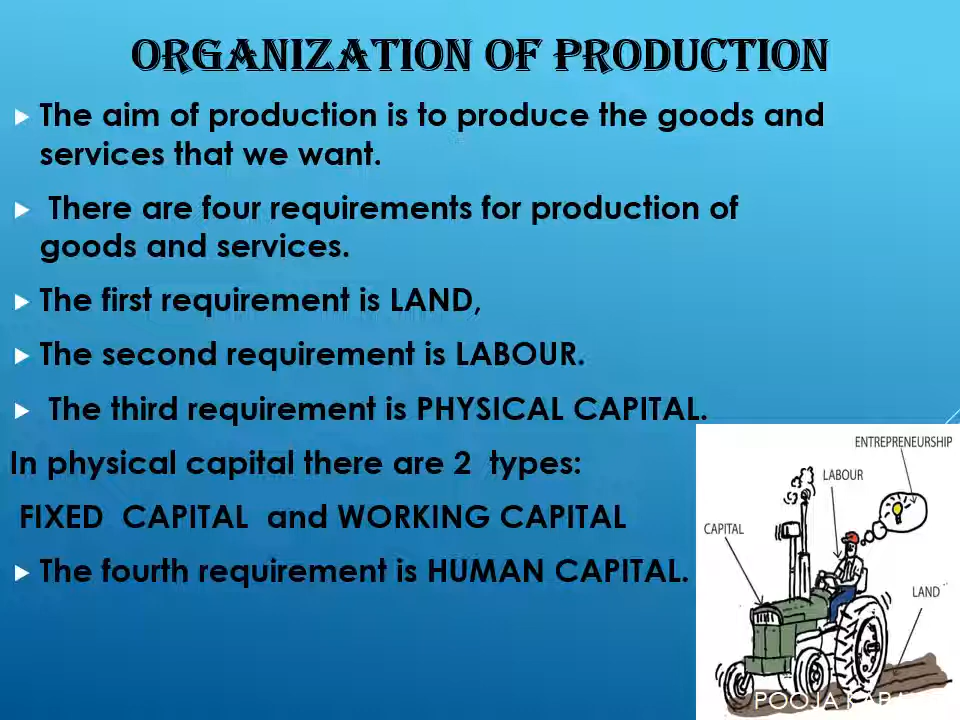 ORGANIZATION OF PRODUCTION
The aim of production is to produce the goods and
services that we want.
There are four requirements for production of
goods and services.
The first requirement is LAND,
The second requirement is LABOUR.
The third requirement is PHYSICAL CAPITAL.
In physical capital there are 2 types:
FIXED CAPITAL and WORKING CAPITAL
The fourth requirement is HUMAN CAPITAL.
ENTREPRENEURSHIP
LABOUR
CAPITAL
LAND
POOJA